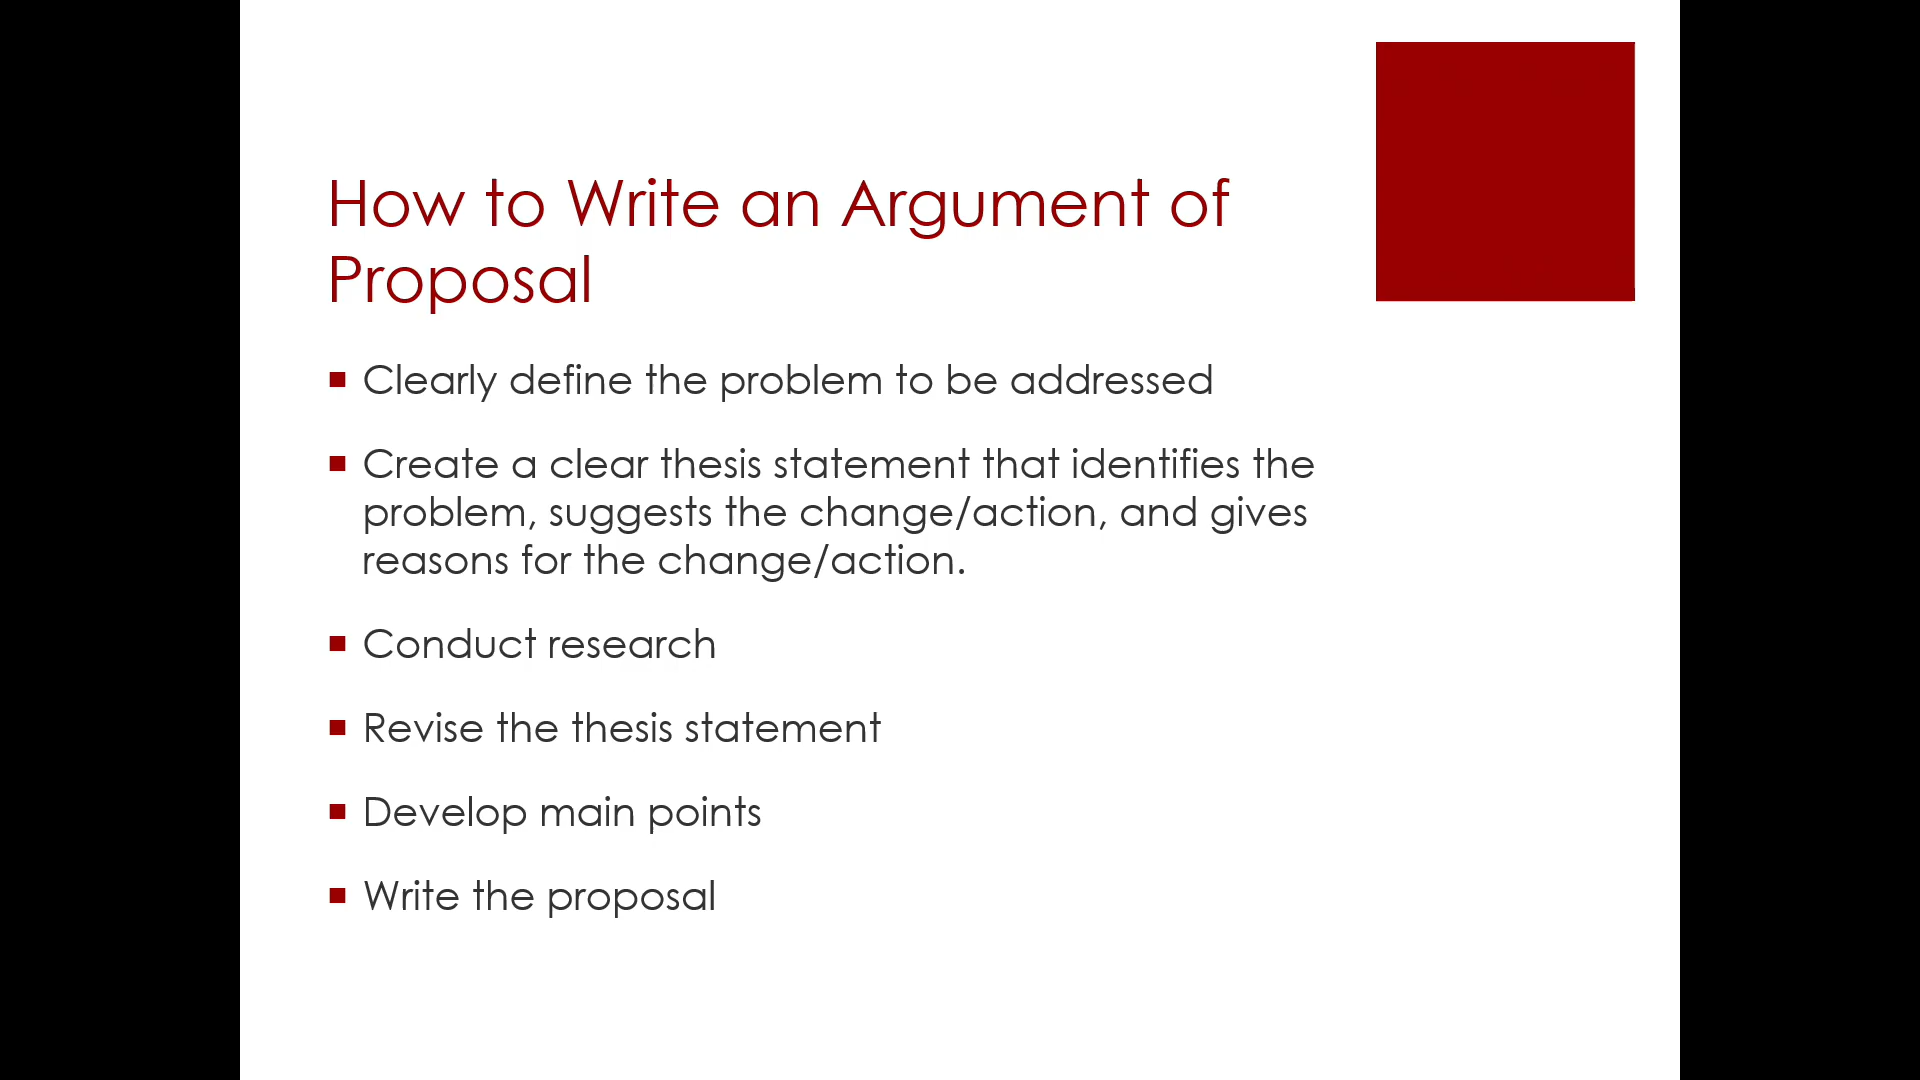 How to Write an Argument of
Proposal
Clearly define the problem to be addressed
Create a clear thesis statement that identifies the
problem, suggests the change/action, and gives
reasons for the change/action.
Conduct research
Revise the thesis statement
Develop main points
Write the proposal